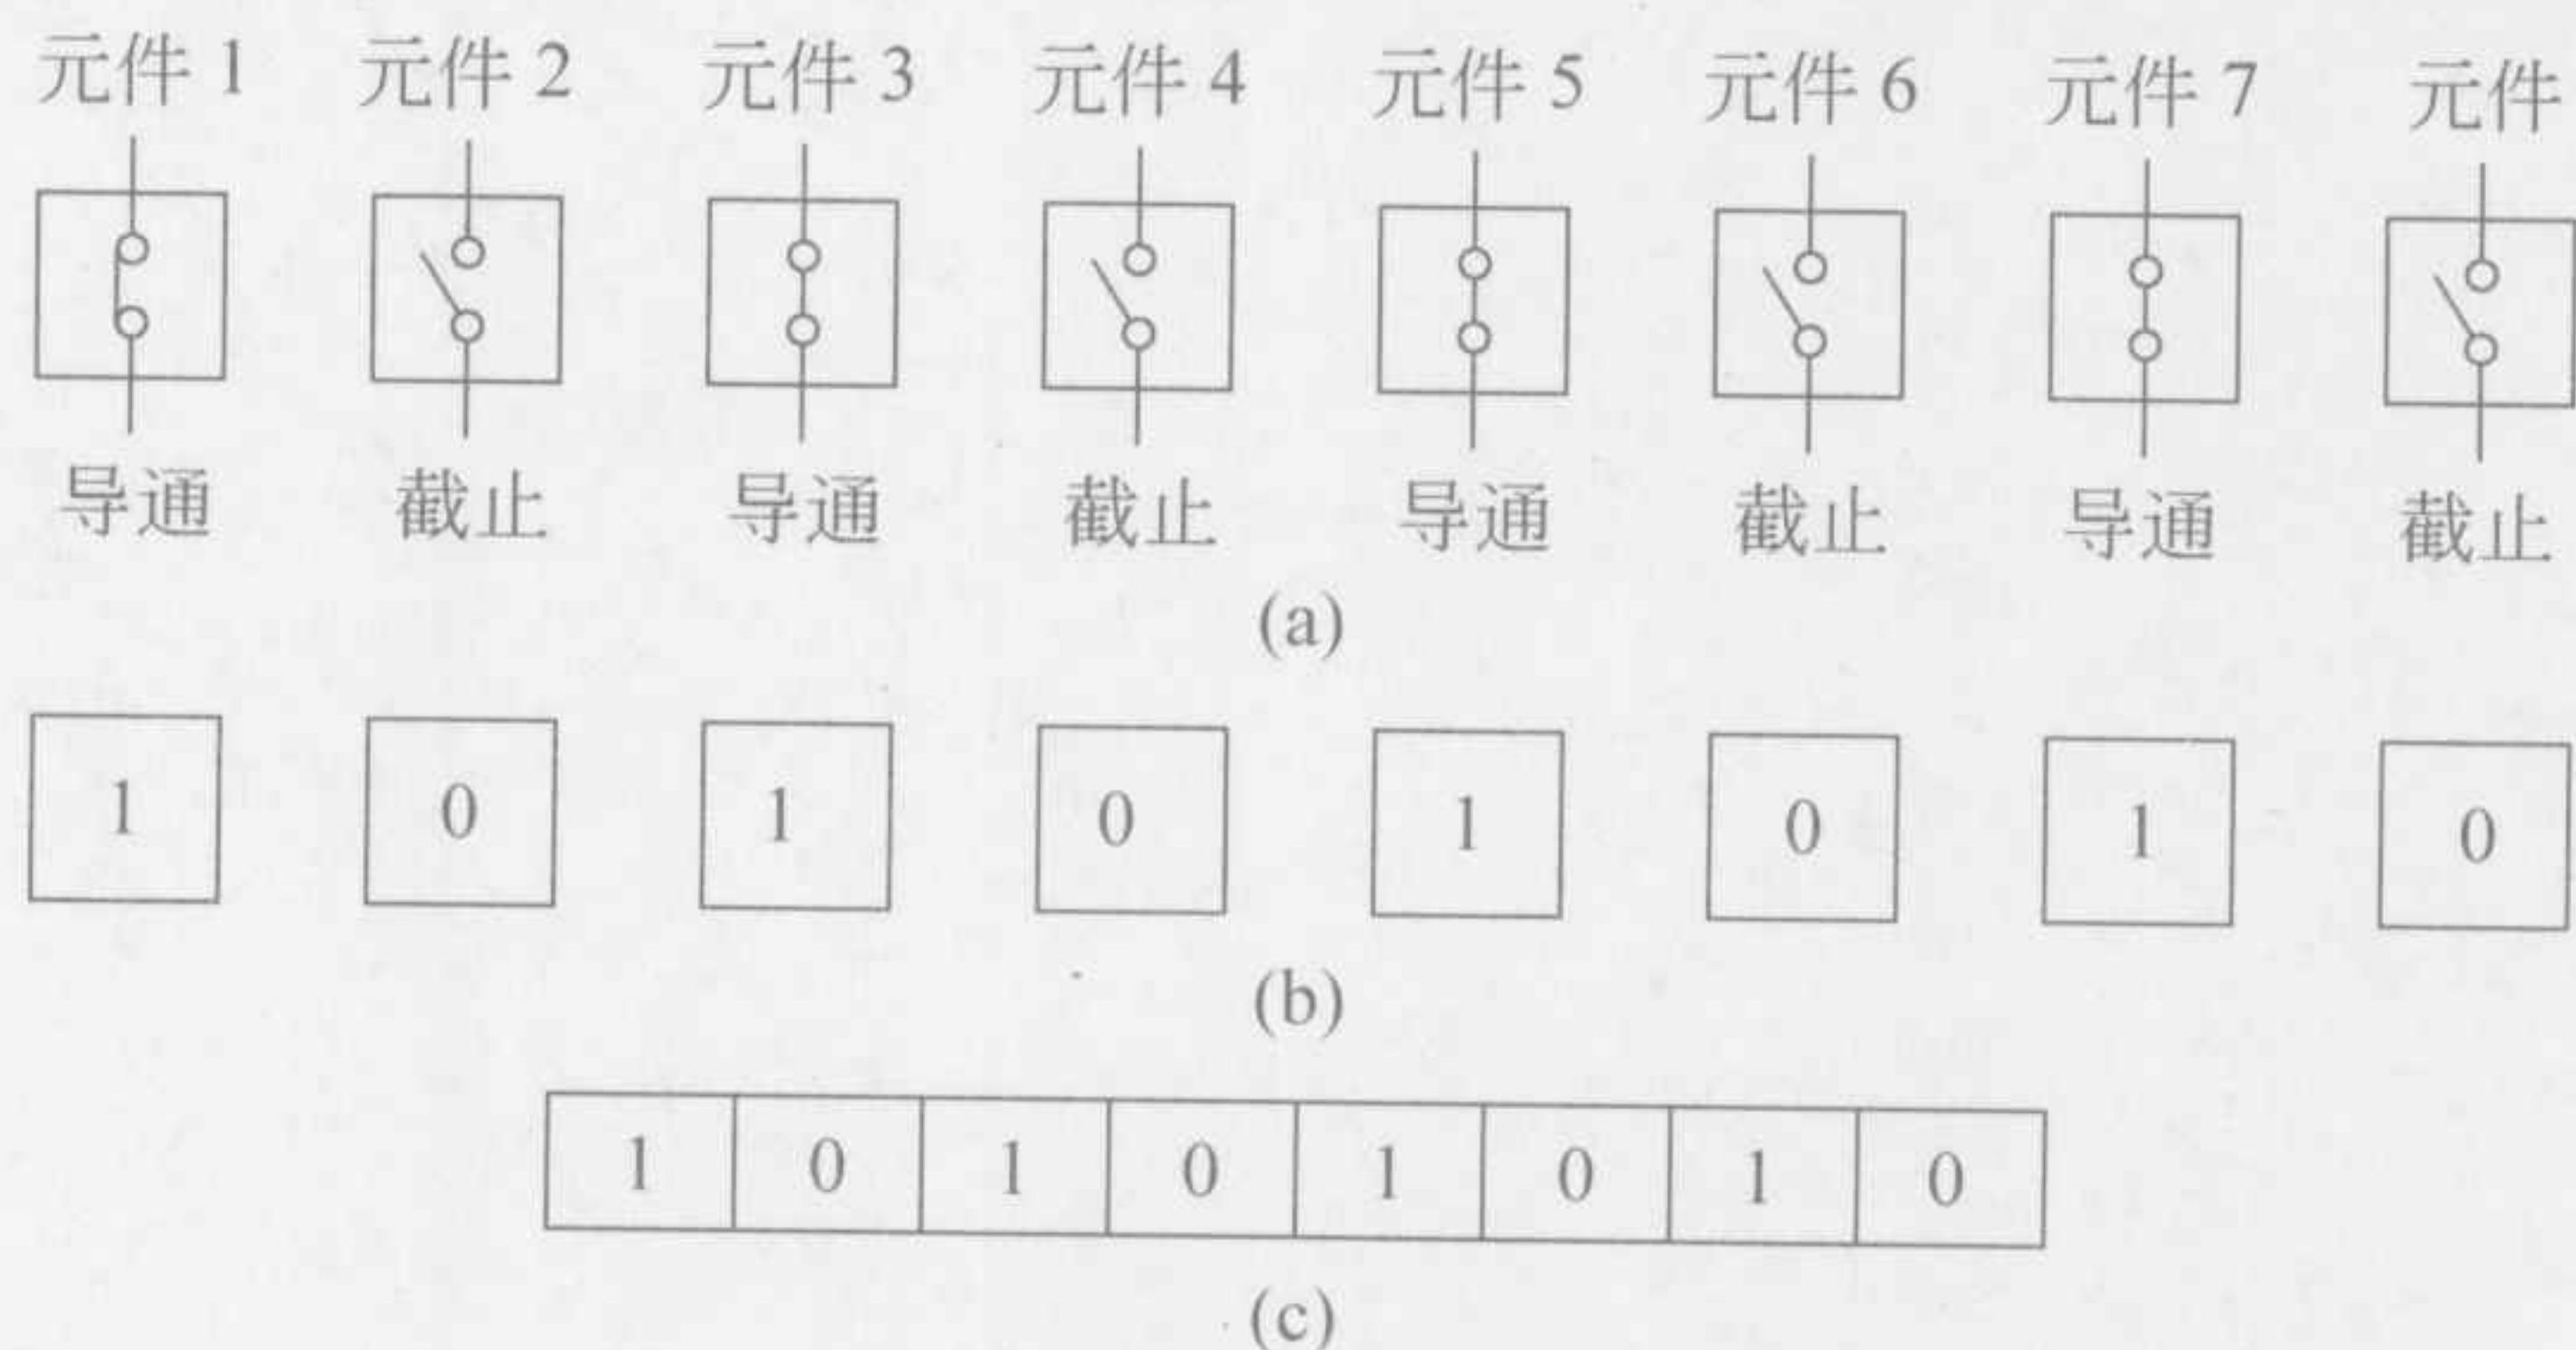 元件 1 元件 2 元件 3 元件 4 元件 5 元件 6 元件 7 元件
导通 截止 导通 截止 导通 截止 导通 截止
(a)
1 0 1 0 1 0 1 0
(b)
1 0 1 0 1 0 1 0
(c)